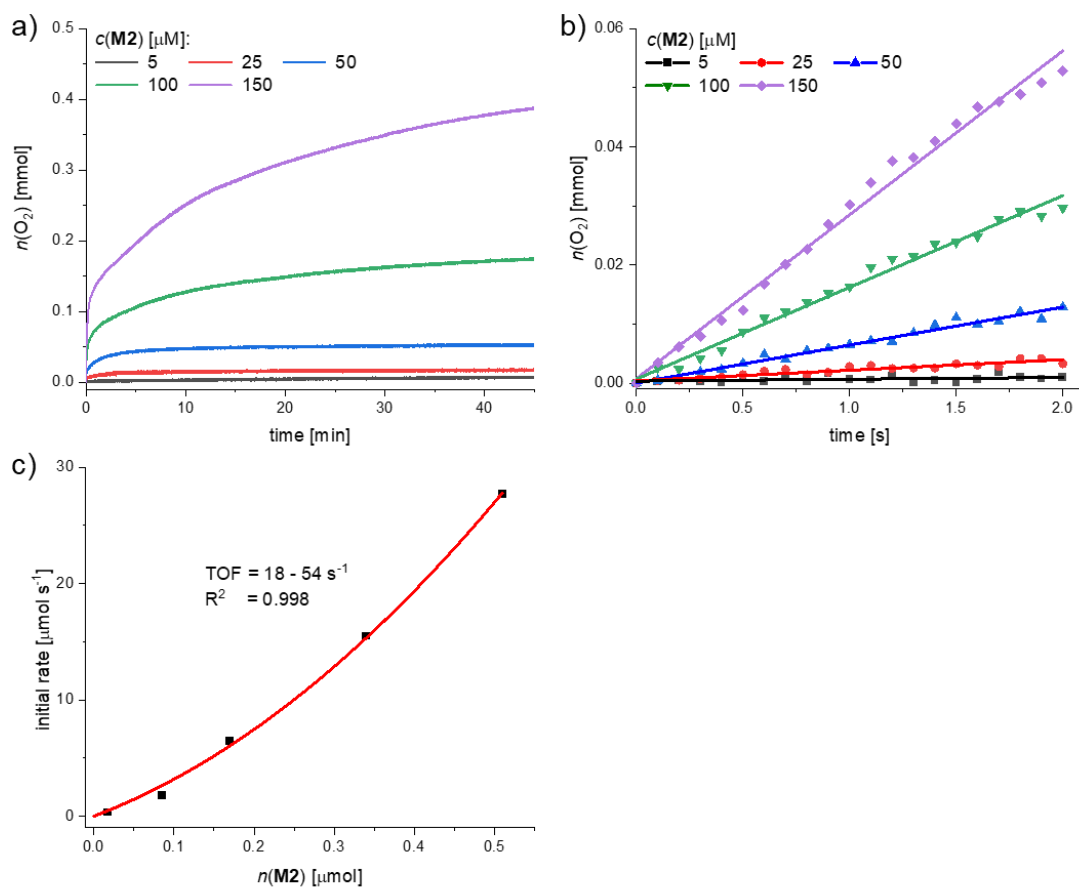 a)
c(M2) [μM]:
5 25 50
100 150
n(O₂) [mmol]
0.5
0.4
0.3
0.2
0.1
0.0
0 10 20 30 40
time [min]
b)
c(M2) [μM]
5 25 50
100 150
n(O₂) [mmol]
0.06
0.04
0.02
0.00
0.0 0.5 1.0 1.5 2.0
time [s]
c)
initial rate [μmol s⁻¹]
30
20
10
0
TOF = 18 - 54 s⁻¹
R² = 0.998
0.0 0.1 0.2 0.3 0.4 0.5
n(M2) [μmol]